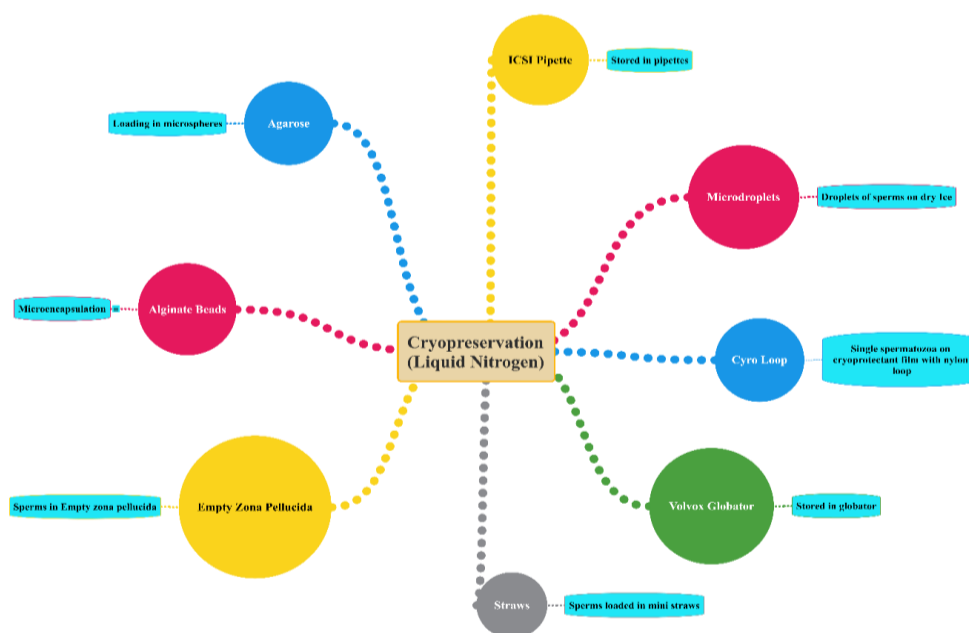 ICSI Pipette
Stored in pipettes
Agarose
Loading in microspheres
Microdroplets
Droplets of sperms on dry Ice
Alginate Beads
Microencapsulation
Cryopreservation
(Liquid Nitrogen)
Cyro Loop
Single spermatozoa on
cryoprotectant film with nylon
loop
Empty Zona Pellucida
Sperms in Empty zona pellucida
Volvox Globator
Stored in globator
Straws
Sperms loaded in mini straws